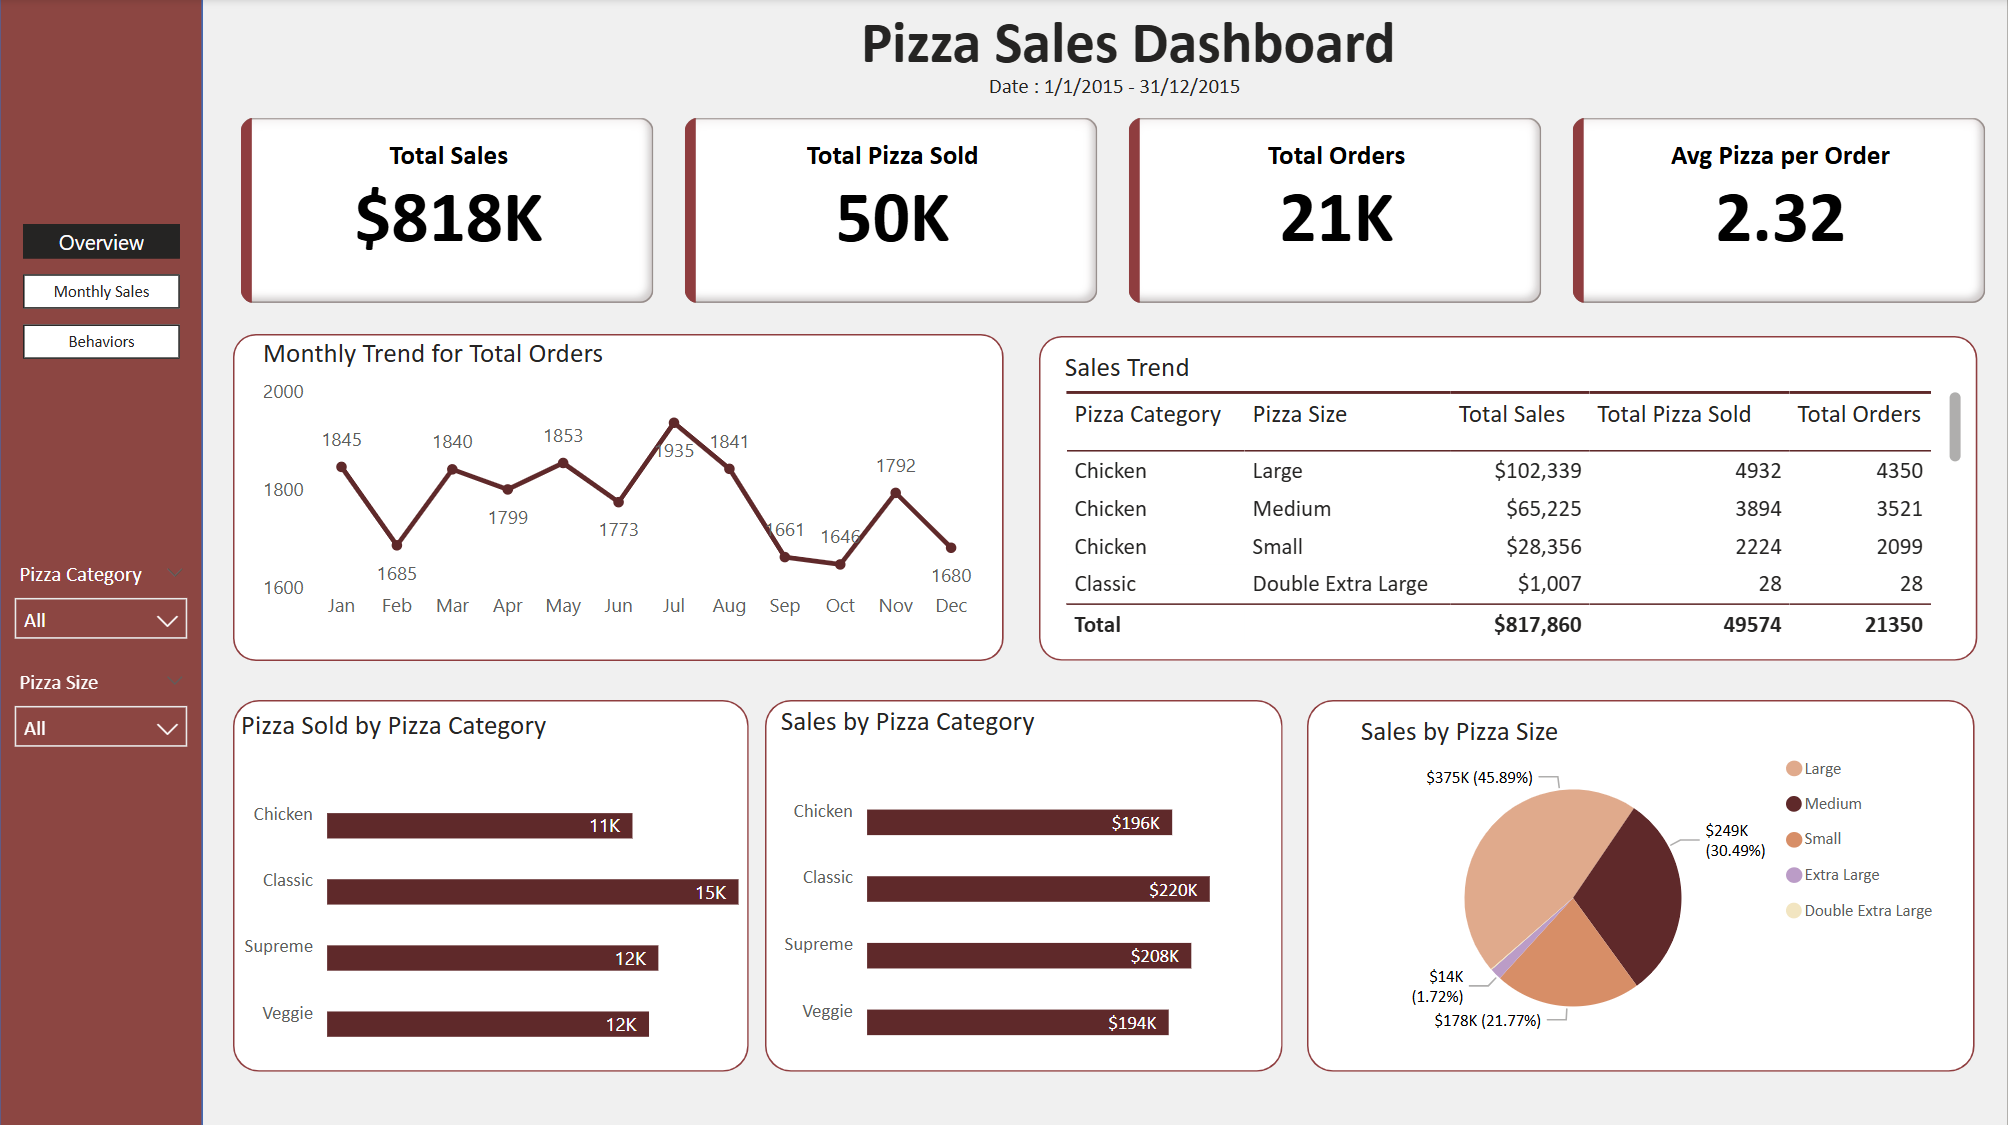 Pizza Sales Dashboard
Date : 1/1/2015 - 31/12/2015
Overview
Monthly Sales
Behaviors
Pizza Category
All
Pizza Size
All
Total Sales
$818K
Total Pizza Sold
50K
Total Orders
21K
Avg Pizza per Order
2.32
Monthly Trend for Total Orders
2000
1800
1600
1845
1685
1840
1799
1853
1773
1935
1841
1661
1646
1792
1680
Jan Feb Mar Apr May Jun Jul Aug Sep Oct Nov Dec
Sales Trend
Pizza Category Pizza Size Total Sales Total Pizza Sold Total Orders
Chicken Large $102,339 4932 4350
Chicken Medium $65,225 3894 3521
Chicken Small $28,356 2224 2099
Classic Double Extra Large $1,007 28 28
Total $817,860 49574 21350
Pizza Sold by Pizza Category
Chicken 11K
Classic 15K
Supreme 12K
Veggie 12K
Sales by Pizza Category
Chicken $196K
Classic $220K
Supreme $208K
Veggie $194K
Sales by Pizza Size
$375K (45.89%)
$249K
(30.49%)
$14K
(1.72%)
$178K (21.77%)
Large
Medium
Small
Extra Large
Double Extra Large